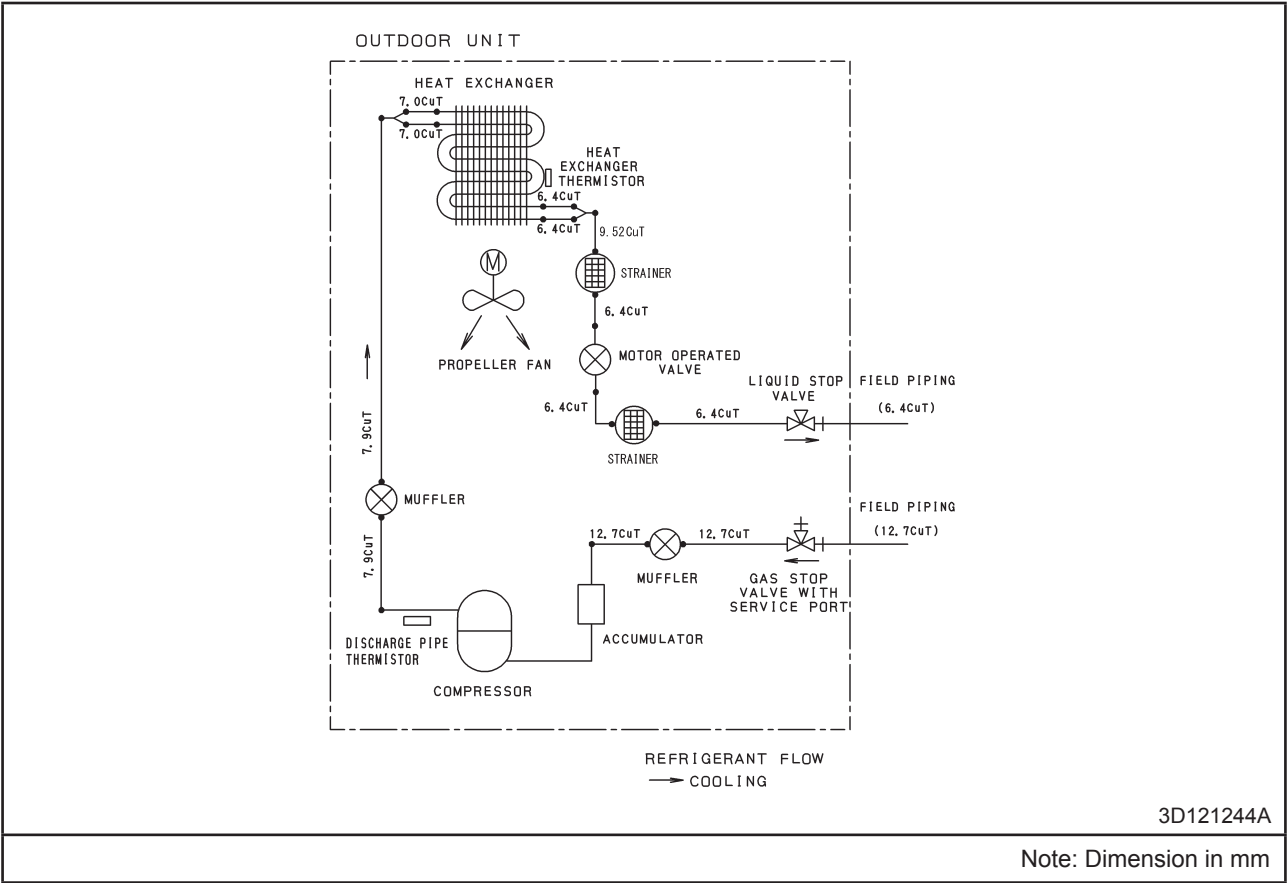 OUTDOOR UNIT
HEAT EXCHANGER
7.0CuT
7.0CuT
HEAT
EXCHANGER
THERMISTOR
6.4CuT
6.4CuT
9.52CuT
STRAINER
M
6.4CuT
PROPELLER FAN
MOTOR OPERATED
VALVE
LIQUID STOP
VALVE
FIELD PIPING
(6.4CuT)
6.4CuT
6.4CuT
STRAINER
7.9CuT
MUFFLER
7.9CuT
FIELD PIPING
(12.7CuT)
12.7CuT
12.7CuT
MUFFLER
GAS STOP
VALVE WITH
SERVICE PORT
ACCUMULATOR
DISCHARGE PIPE
THERMISTOR
COMPRESSOR
REFRIGERANT FLOW
COOLING
3D121244A
Note: Dimension in mm